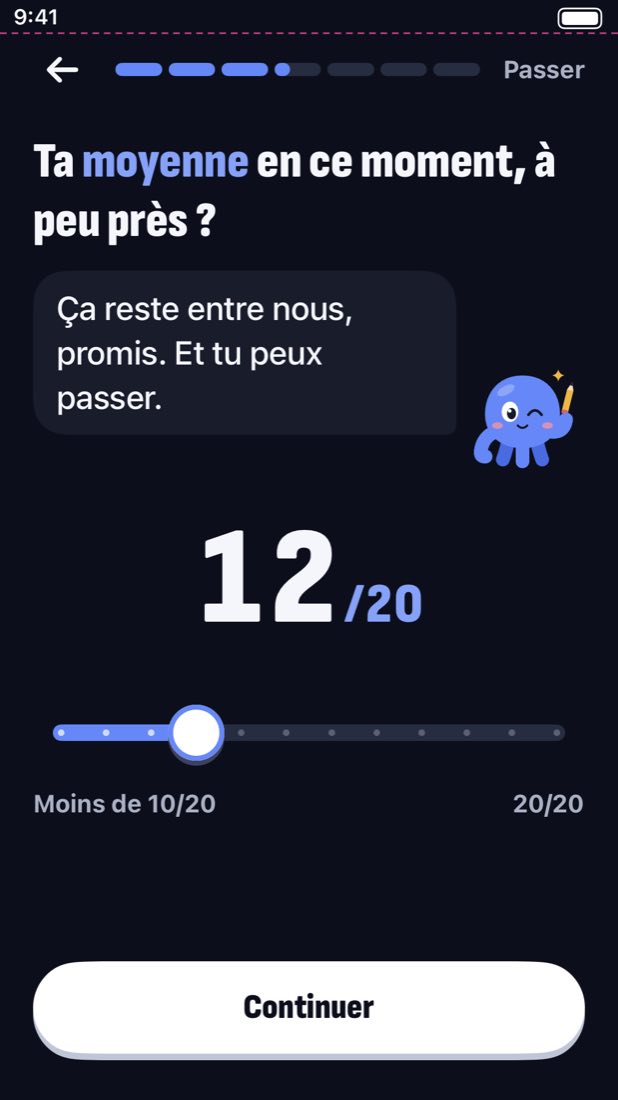 9:41
Passer
Ta moyenne en ce moment, à
peu près ?
Ça reste entre nous,
promis. Et tu peux
passer.
12/20
Moins de 10/20
20/20
Continuer